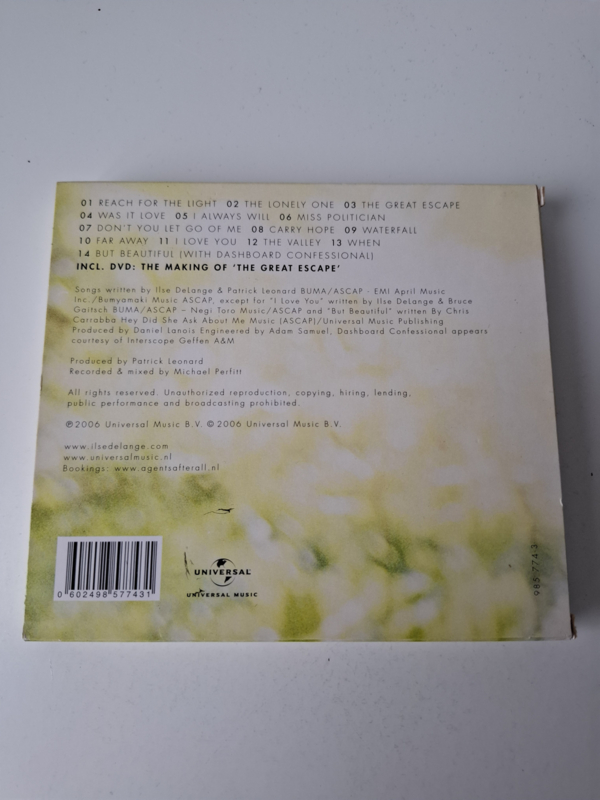 01 REACH FOR THE LIGHT 02 THE LONELY ONE 03 THE GREAT ESCAPE
04 WAS IT LOVE 05 I ALWAYS WILL 06 MISS POLITICIAN
07 DON'T YOU LET GO OF ME 08 CARRY HOPE 09 WATERFALL
10 FAR AWAY 11 I LOVE YOU 12 THE VALLEY 13 WHEN
14 BUT BEAUTIFUL (WITH DASHBOARD CONFESSIONAL)
INCL. DVD: THE MAKING OF 'THE GREAT ESCAPE'
Songs written by Ilse DeLange & Patrick Leonard BUMA/ASCAP - EMI April Music
Inc./Bumyamaki Music ASCAP, except for "I Love You" written by Ilse DeLange & Bruce
Gaitsch BUMA/ASCAP – Negi Toro Music/ASCAP and "But Beautiful" written By Chris
Carrabba Hey Did She Ask About Me Music (ASCAP)/Universal Music Publishing
Produced by Daniel Lanois Engineered by Adam Samuel, Dashboard Confessional appears
courtesy of Interscope Geffen A&M
Produced by Patrick Leonard
Recorded & mixed by Michael Perfitt
All rights reserved. Unauthorized reproduction, copying, hiring, lending,
public performance and broadcasting prohibited.
℗2006 Universal Music B.V. ©2006 Universal Music B.V.
www.ilsedelange.com
www.universalmusic.nl
Bookings: www.agentsafterall.nl
0 602498 577431
UNIVERSAL
UNIVERSAL MUSIC
985 774-3